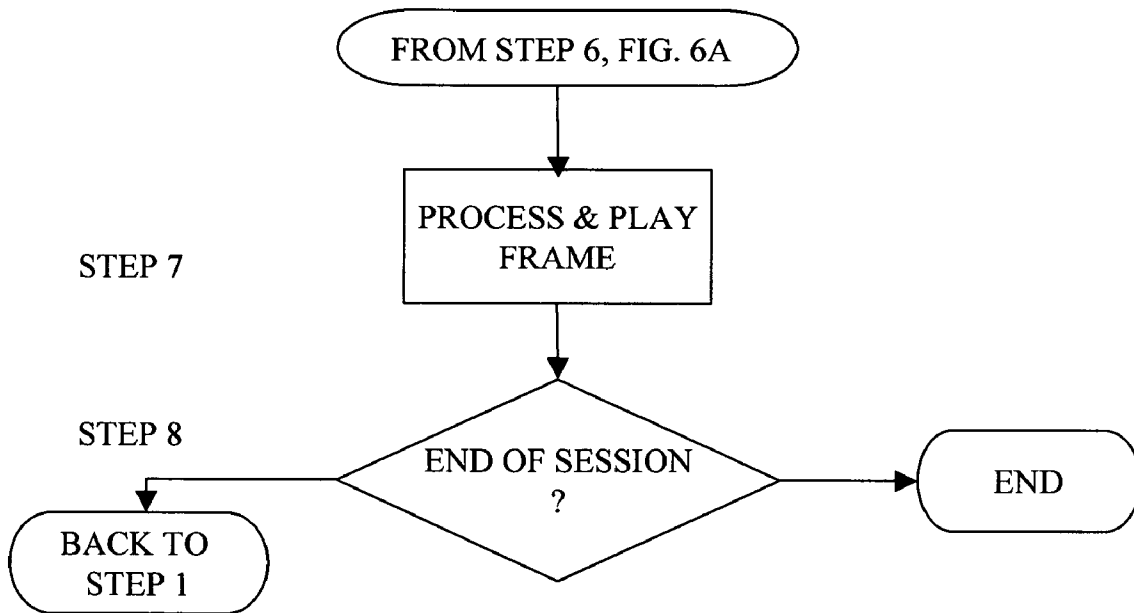 FROM STEP 6, FIG. 6A
PROCESS & PLAY
FRAME
STEP 7
STEP 8
END OF SESSION
?
END
BACK TO
STEP 1